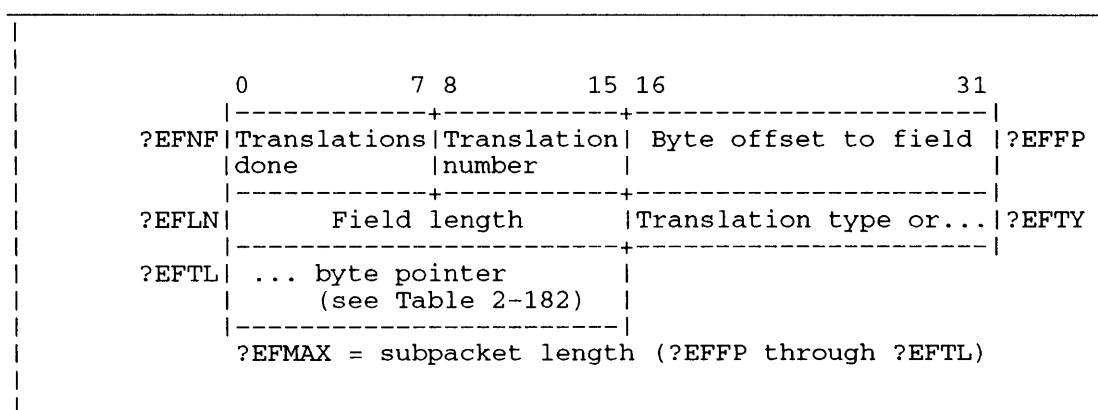 0 7 8 15 16 31
?EFNF Translations Translation Byte offset to field ?EFFP
done number
?EFLN Field length Translation type or... ?EFTY
?EFTL ... byte pointer
(see Table 2-182)
?EFMAX = subpacket length (?EFFP through ?EFTL)